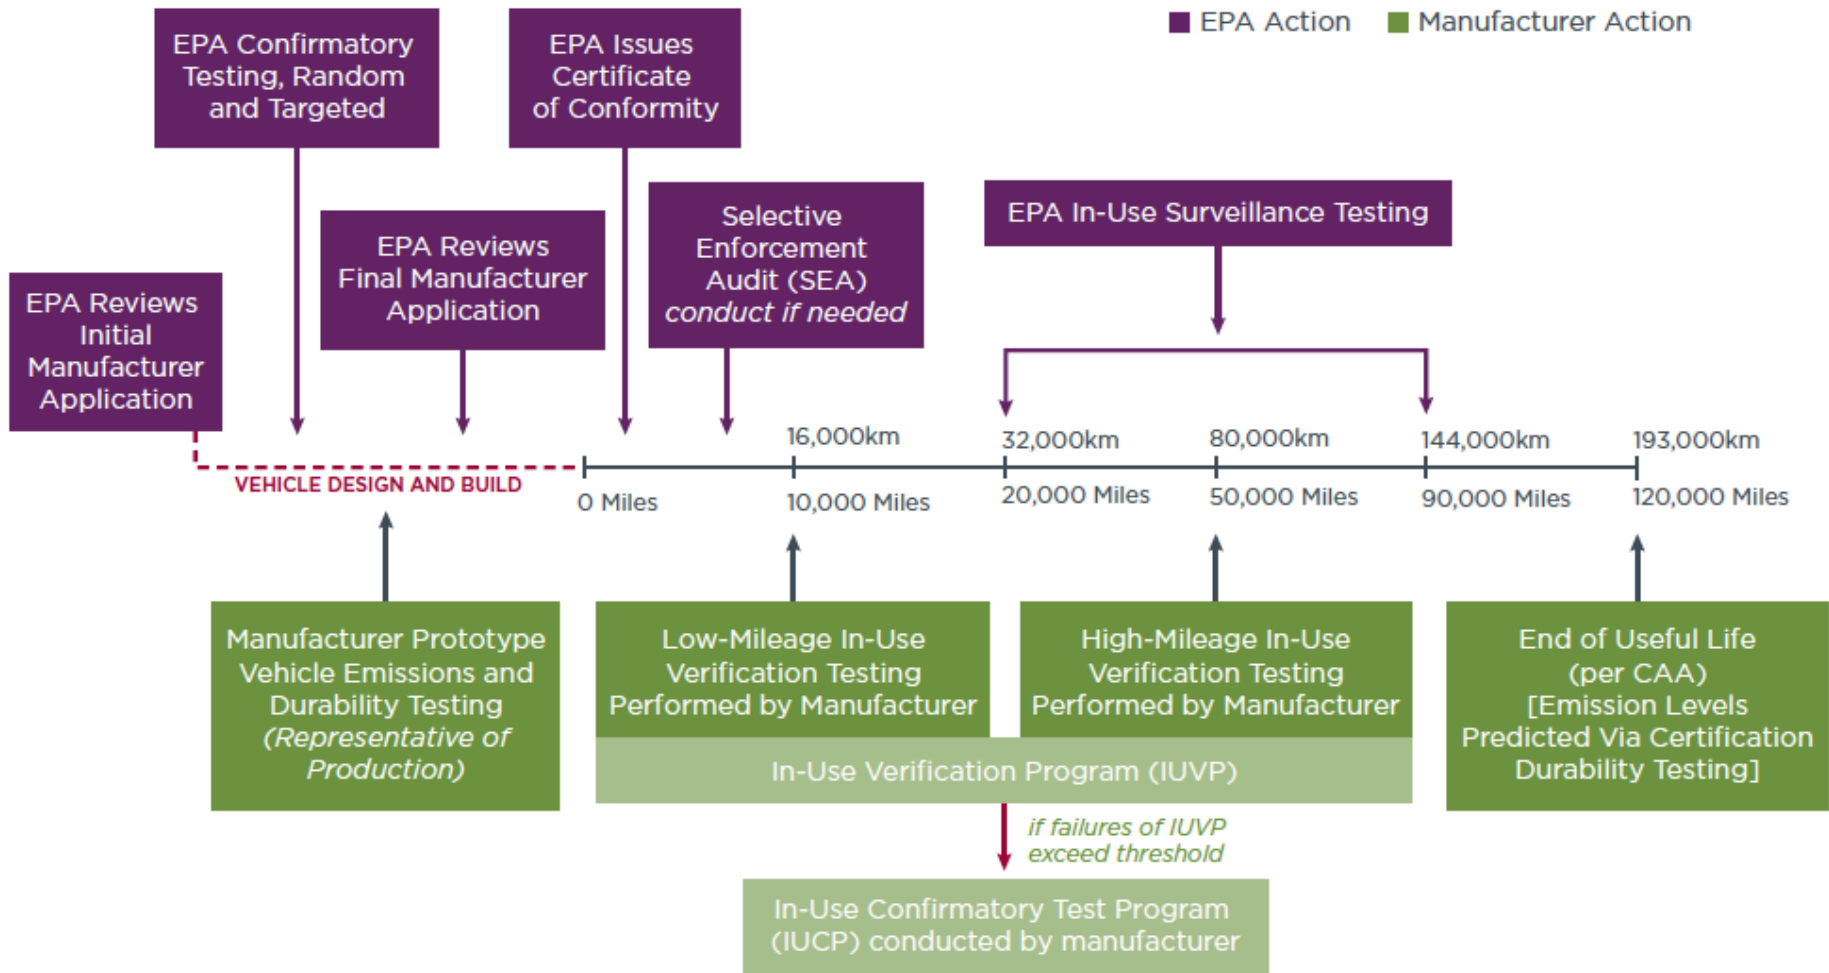 EPA Action
Manufacturer Action
EPA Confirmatory
Testing, Random
and Targeted
EPA Issues
Certificate
of Conformity
EPA Reviews
Initial
Manufacturer
Application
EPA Reviews
Final Manufacturer
Application
Selective
Enforcement
Audit (SEA)
conduct if needed
EPA In-Use Surveillance Testing
VEHICLE DESIGN AND BUILD
16,000km
32,000km
80,000km
144,000km
193,000km
0 Miles
10,000 Miles
20,000 Miles
50,000 Miles
90,000 Miles
120,000 Miles
Manufacturer Prototype
Vehicle Emissions and
Durability Testing
(Representative of
Production)
Low-Mileage In-Use
Verification Testing
Performed by Manufacturer
High-Mileage In-Use
Verification Testing
Performed by Manufacturer
In-Use Verification Program (IUVP)
End of Useful Life
(per CAA)
[Emission Levels
Predicted Via Certification
Durability Testing]
if failures of IUVP
exceed threshold
In-Use Confirmatory Test Program
(IUCP) conducted by manufacturer